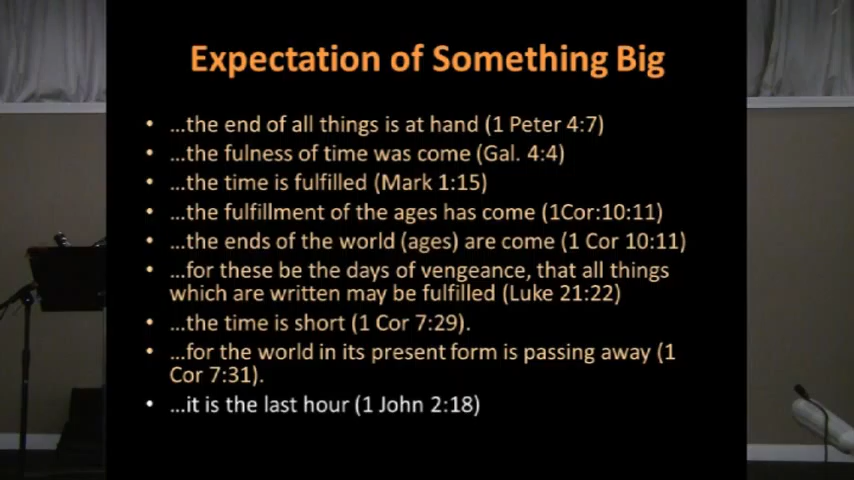 Expectation of Something Big
• ...the end of all things is at hand (1 Peter 4:7)
• ...the fulness of time was come (Gal. 4:4)
• ...the time is fulfilled (Mark 1:15)
• ...the fulfillment of the ages has come (1Cor:10:11)
• ...the ends of the world (ages) are come (1 Cor 10:11)
• ...for these be the days of vengeance, that all things
which are written may be fulfilled (Luke 21:22)
• ...the time is short (1 Cor 7:29).
• ...for the world in its present form is passing away (1
Cor 7:31).
• ...it is the last hour (1 John 2:18)